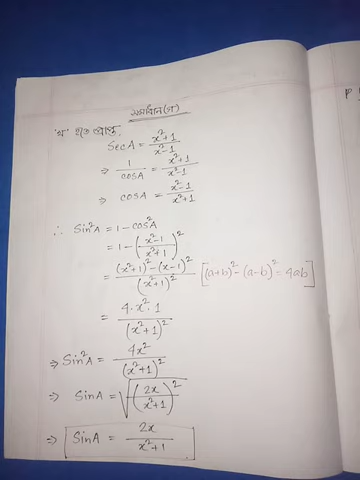 সমাধান (গ)
'খ' হতে প্রাপ্ত,
SecA = (x²+1)/(x²-1)
⇒ 1/cosA = (x²+1)/(x²-1)
⇒ cosA = (x²-1)/(x²+1)
∴ Sin²A = 1 - cos²A
= 1 - ((x²-1)/(x²+1))²
= ((x²+1)² - (x-1)²)/(x²+1)² [(a+b)² - (a-b)² = 4ab]
= (4·x²·1)/(x²+1)²
⇒ Sin²A = 4x²/(x²+1)²
⇒ SinA = √(2x/(x²+1))²
⇒ SinA = 2x/(x²+1)
P